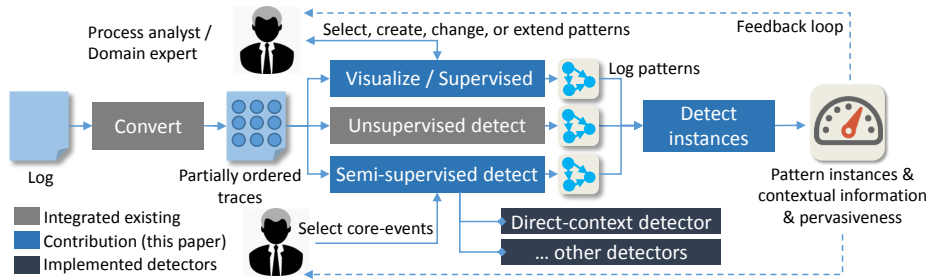 Process analyst /
Domain expert
Select, create, change, or extend patterns
Feedback loop
Visualize / Supervised
Log patterns
Convert
Unsupervised detect
Detect
instances
Log
Partially ordered
traces
Semi-supervised detect
Pattern instances &
contextual information
& pervasiveness
Integrated existing
Contribution (this paper)
Implemented detectors
Select core-events
Direct-context detector
... other detectors